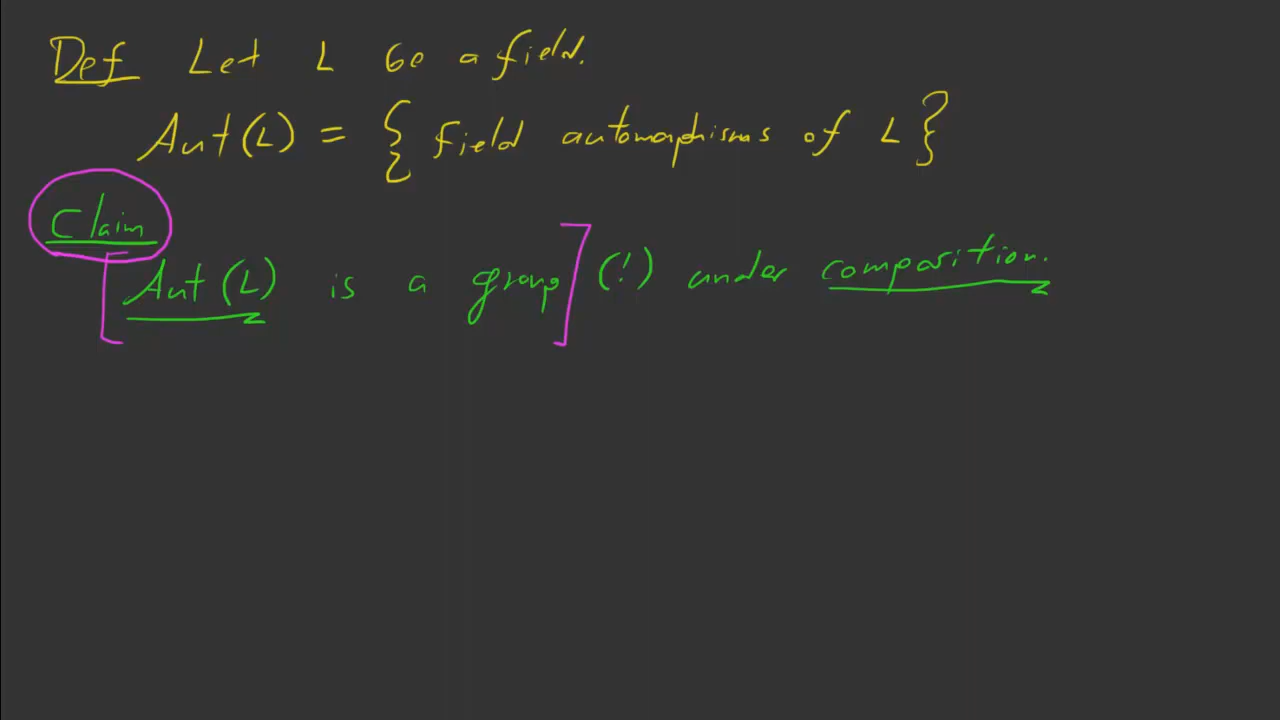 Def Let L be a field.
Aut(L) = { field automorphisms of L }
Claim
Aut(L) is a group (!) under composition.